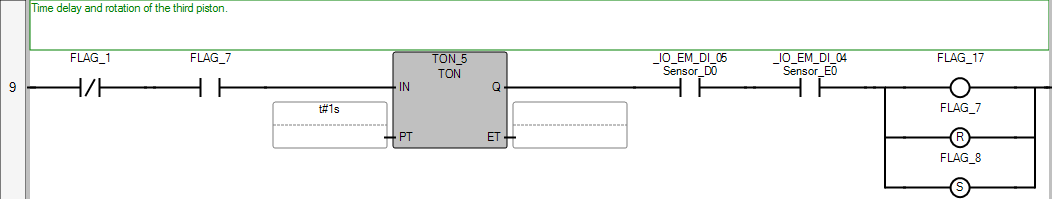 Time delay and rotation of the third piston.
FLAG_1 FLAG_7 TON_5 _IO_EM_DI_05 _IO_EM_DI_04 FLAG_17
TON Sensor_D0 Sensor_E0
9 IN Q
t#1s FLAG_7
PT ET R
FLAG_8
S